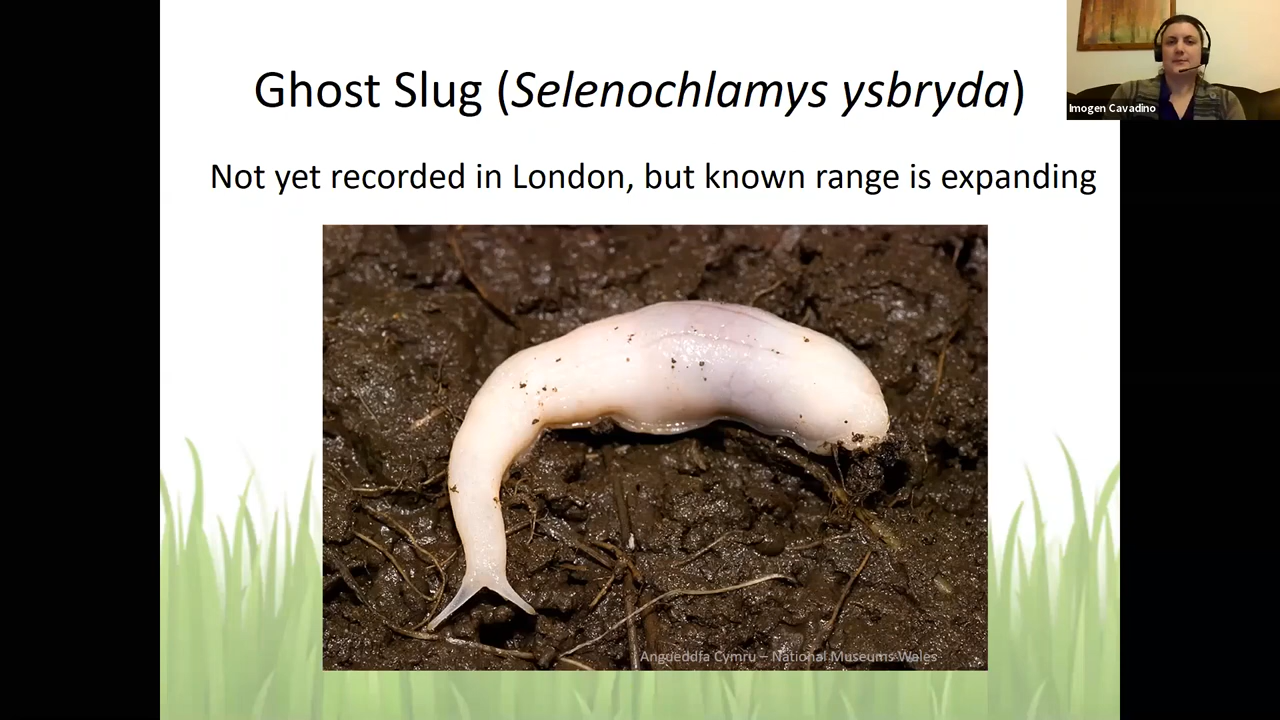 Ghost Slug (Selenochlamys ysbryda)
Imogen Cavadino
Not yet recorded in London, but known range is expanding
Angueddfa Cymru – National Museums Wales